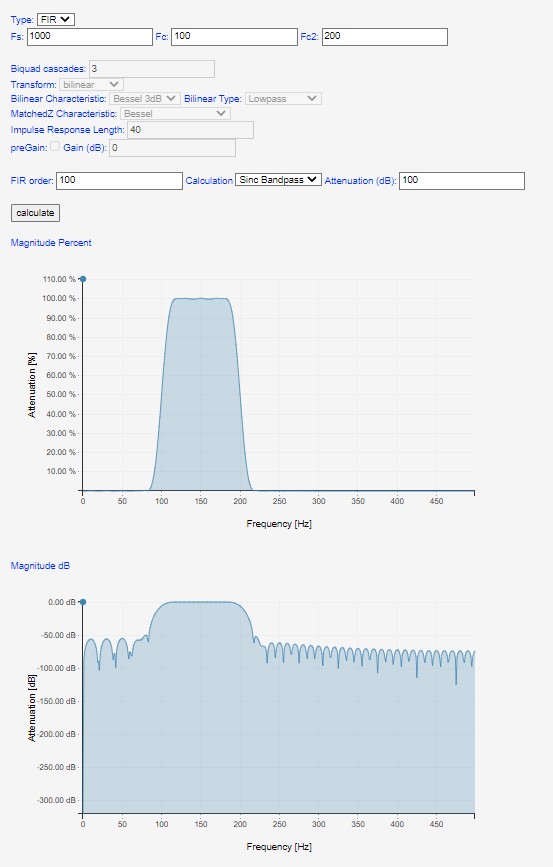 Type: FIR
Fs: 1000 Fc: 100 Fc2: 200
Biquad cascades: 3
Transform: bilinear
Bilinear Characteristic: Bessel 3dB Bilinear Type: Lowpass
MatchedZ Characteristic: Bessel
Impulse Response Length: 40
preGain: Gain (dB): 0
FIR order: 100 Calculation Sinc Bandpass Attenuation (dB): 100
calculate
Magnitude Percent
110.00 %
100.00 %
90.00 %
80.00 %
70.00 %
60.00 %
50.00 %
40.00 %
30.00 %
20.00 %
10.00 %
Attenuation [%]
0 50 100 150 200 250 300 350 400 450
Frequency [Hz]
Magnitude dB
0.00 dB
-50.00 dB
-100.00 dB
-150.00 dB
-200.00 dB
-250.00 dB
-300.00 dB
Attenuation [dB]
0 50 100 150 200 250 300 350 400 450
Frequency [Hz]